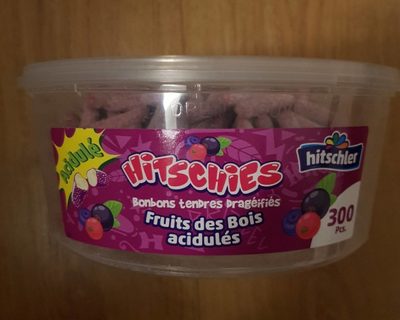 Acidulé
HITSCHIES
hitschler
Bonbons tendres dragéifiés
Fruits des Bois
acidulés
300
Pcs.